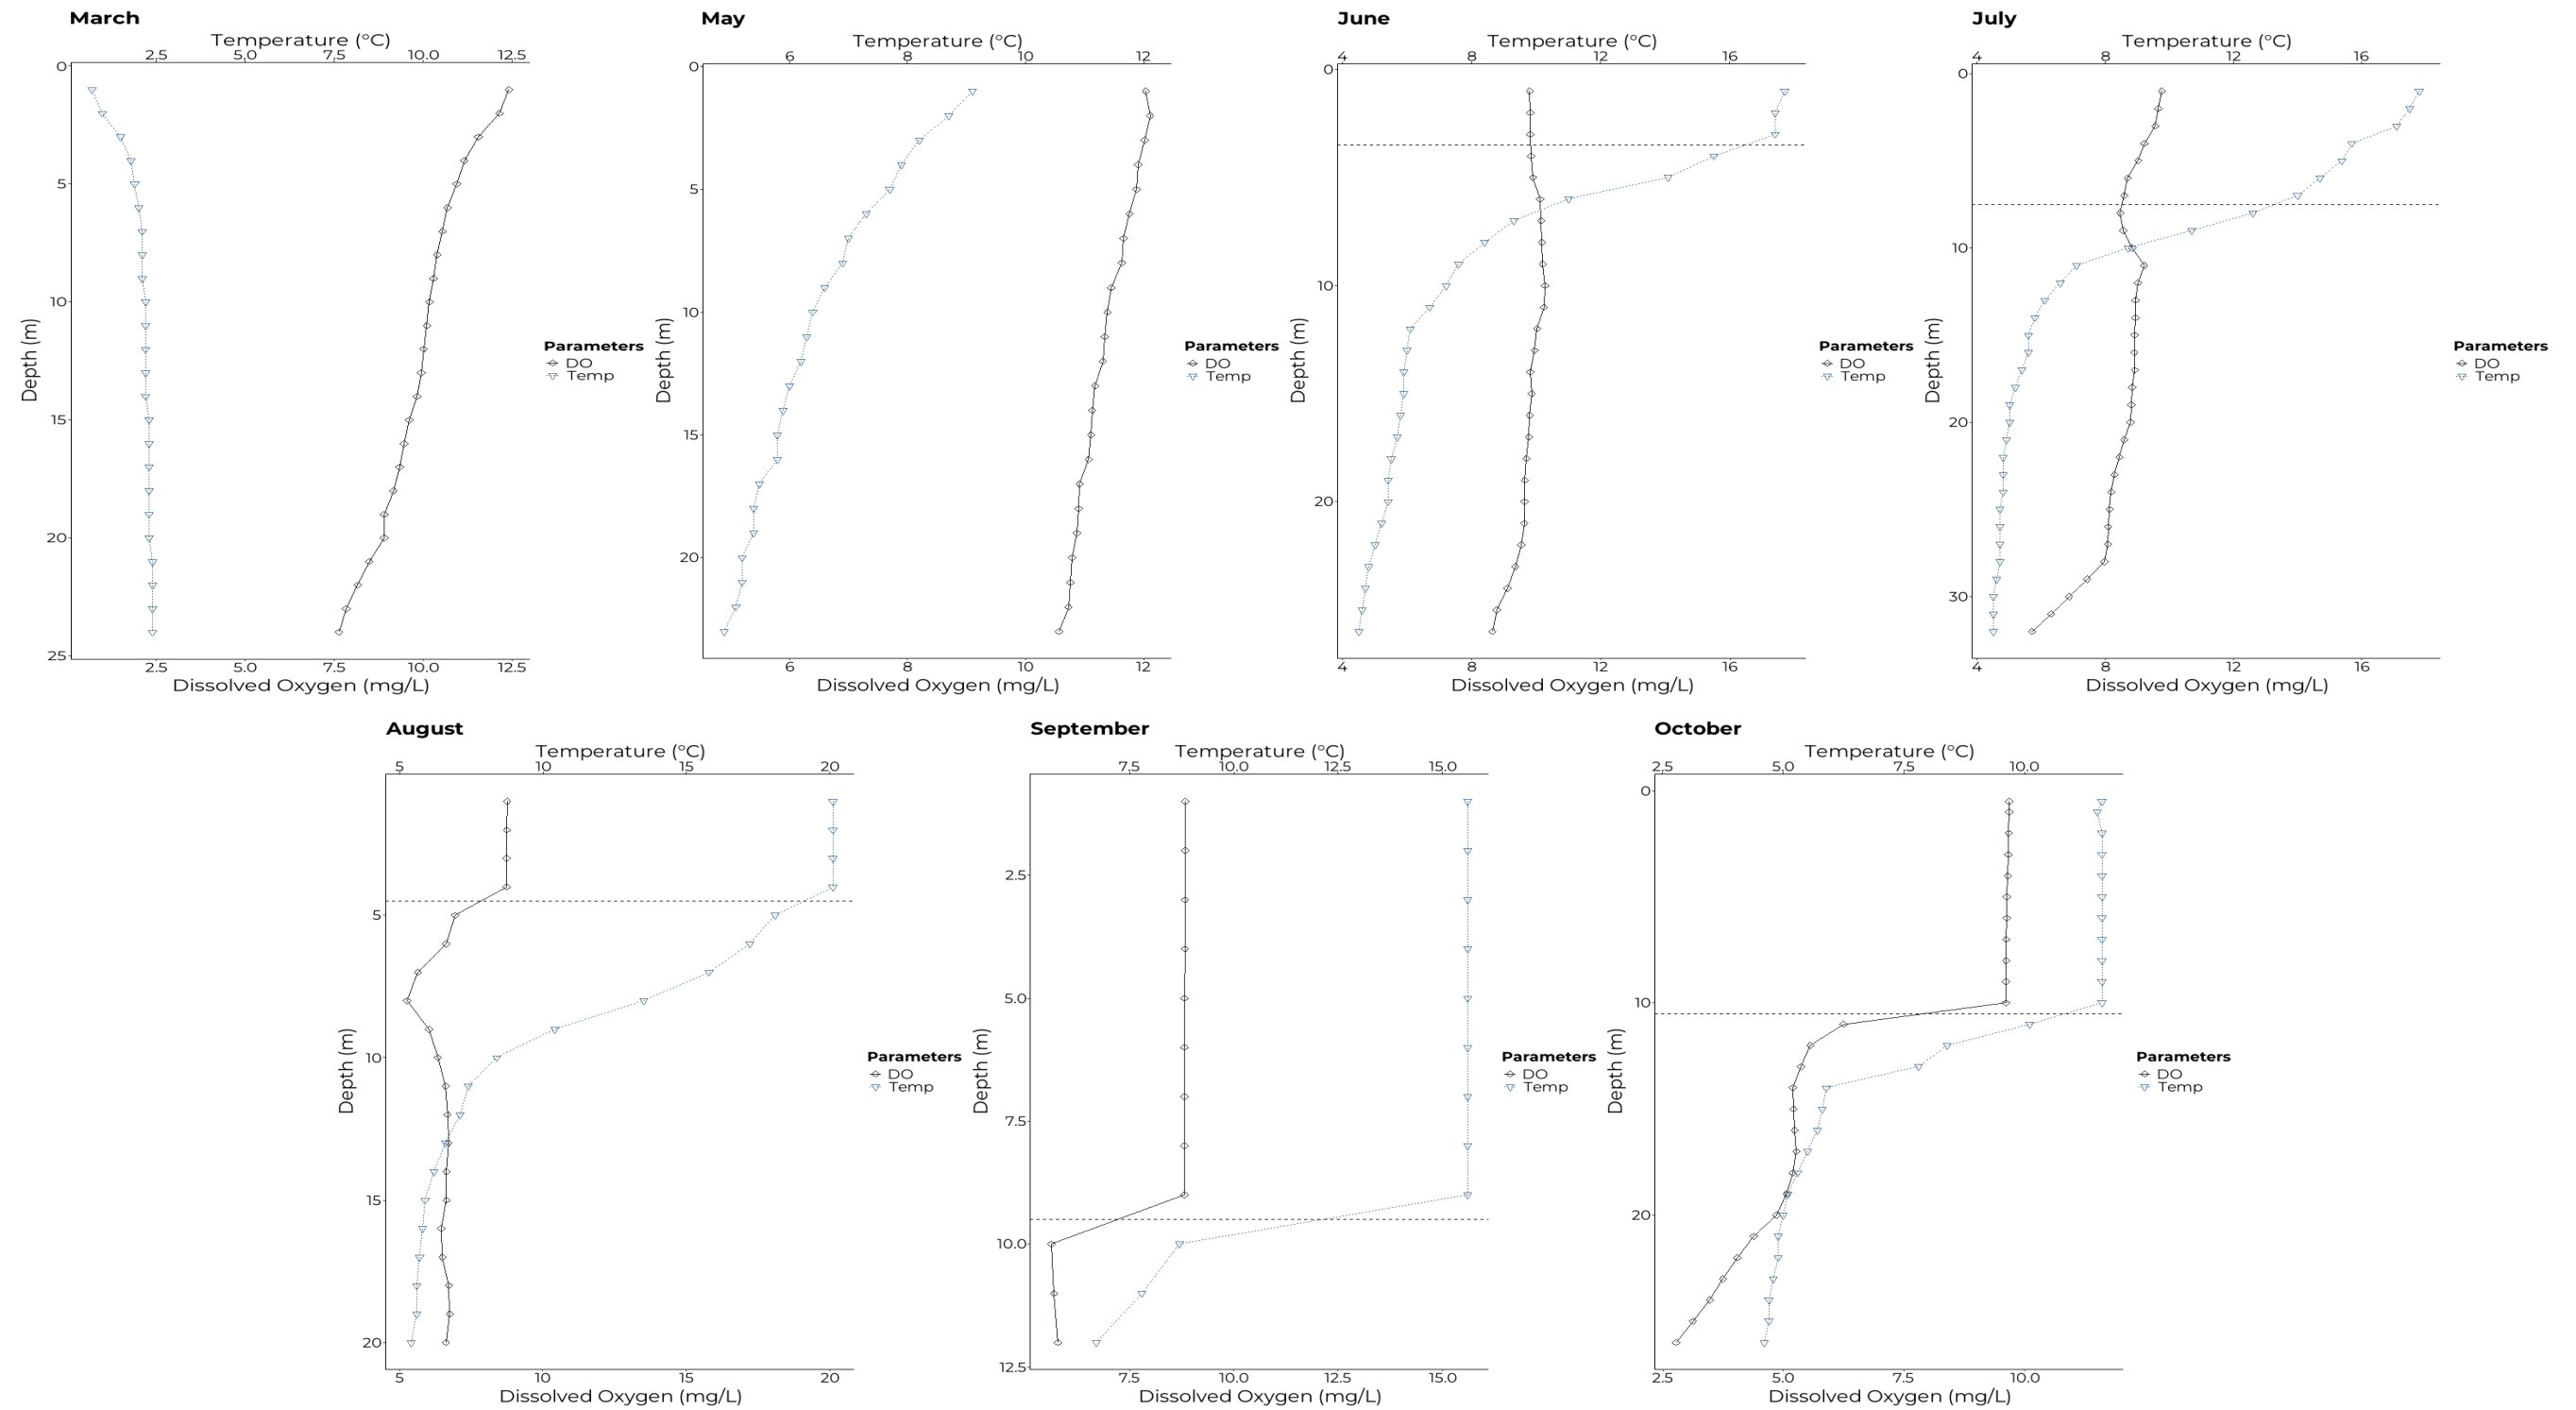 March
Temperature (°C)
2.5 5.0 7.5 10.0 12.5
0
5
10
15
20
25
Depth (m)
2.5 5.0 7.5 10.0 12.5
Dissolved Oxygen (mg/L)
Parameters
DO
Temp
May
Temperature (°C)
6 8 10 12
0
5
10
15
20
Depth (m)
6 8 10 12
Dissolved Oxygen (mg/L)
Parameters
DO
Temp
June
Temperature (°C)
4 8 12 16
0
10
20
Depth (m)
4 8 12 16
Dissolved Oxygen (mg/L)
Parameters
DO
Temp
July
Temperature (°C)
4 8 12 16
0
10
20
30
Depth (m)
4 8 12 16
Dissolved Oxygen (mg/L)
Parameters
DO
Temp
August
Temperature (°C)
5 10 15 20
5
10
15
20
Depth (m)
5 10 15 20
Dissolved Oxygen (mg/L)
Parameters
DO
Temp
September
Temperature (°C)
7.5 10.0 12.5 15.0
2.5
5.0
7.5
10.0
12.5
Depth (m)
7.5 10.0 12.5 15.0
Dissolved Oxygen (mg/L)
Parameters
DO
Temp
October
Temperature (°C)
2.5 5.0 7.5 10.0
0
10
20
Depth (m)
2.5 5.0 7.5 10.0
Dissolved Oxygen (mg/L)
Parameters
DO
Temp